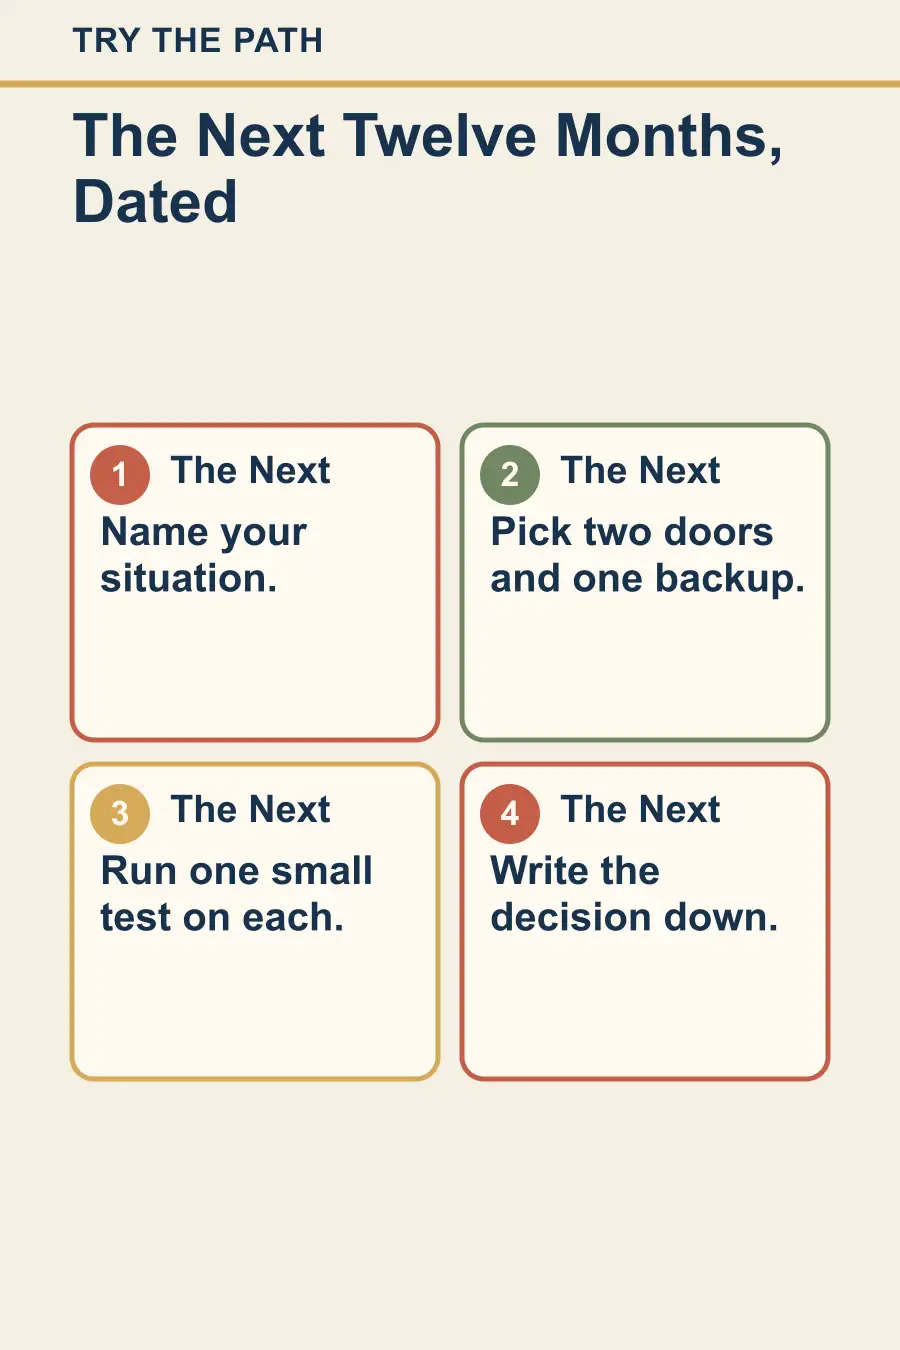 TRY THE PATH
The Next Twelve Months,
Dated
1 The Next
Name your
situation.
2 The Next
Pick two doors
and one backup.
3 The Next
Run one small
test on each.
4 The Next
Write the
decision down.